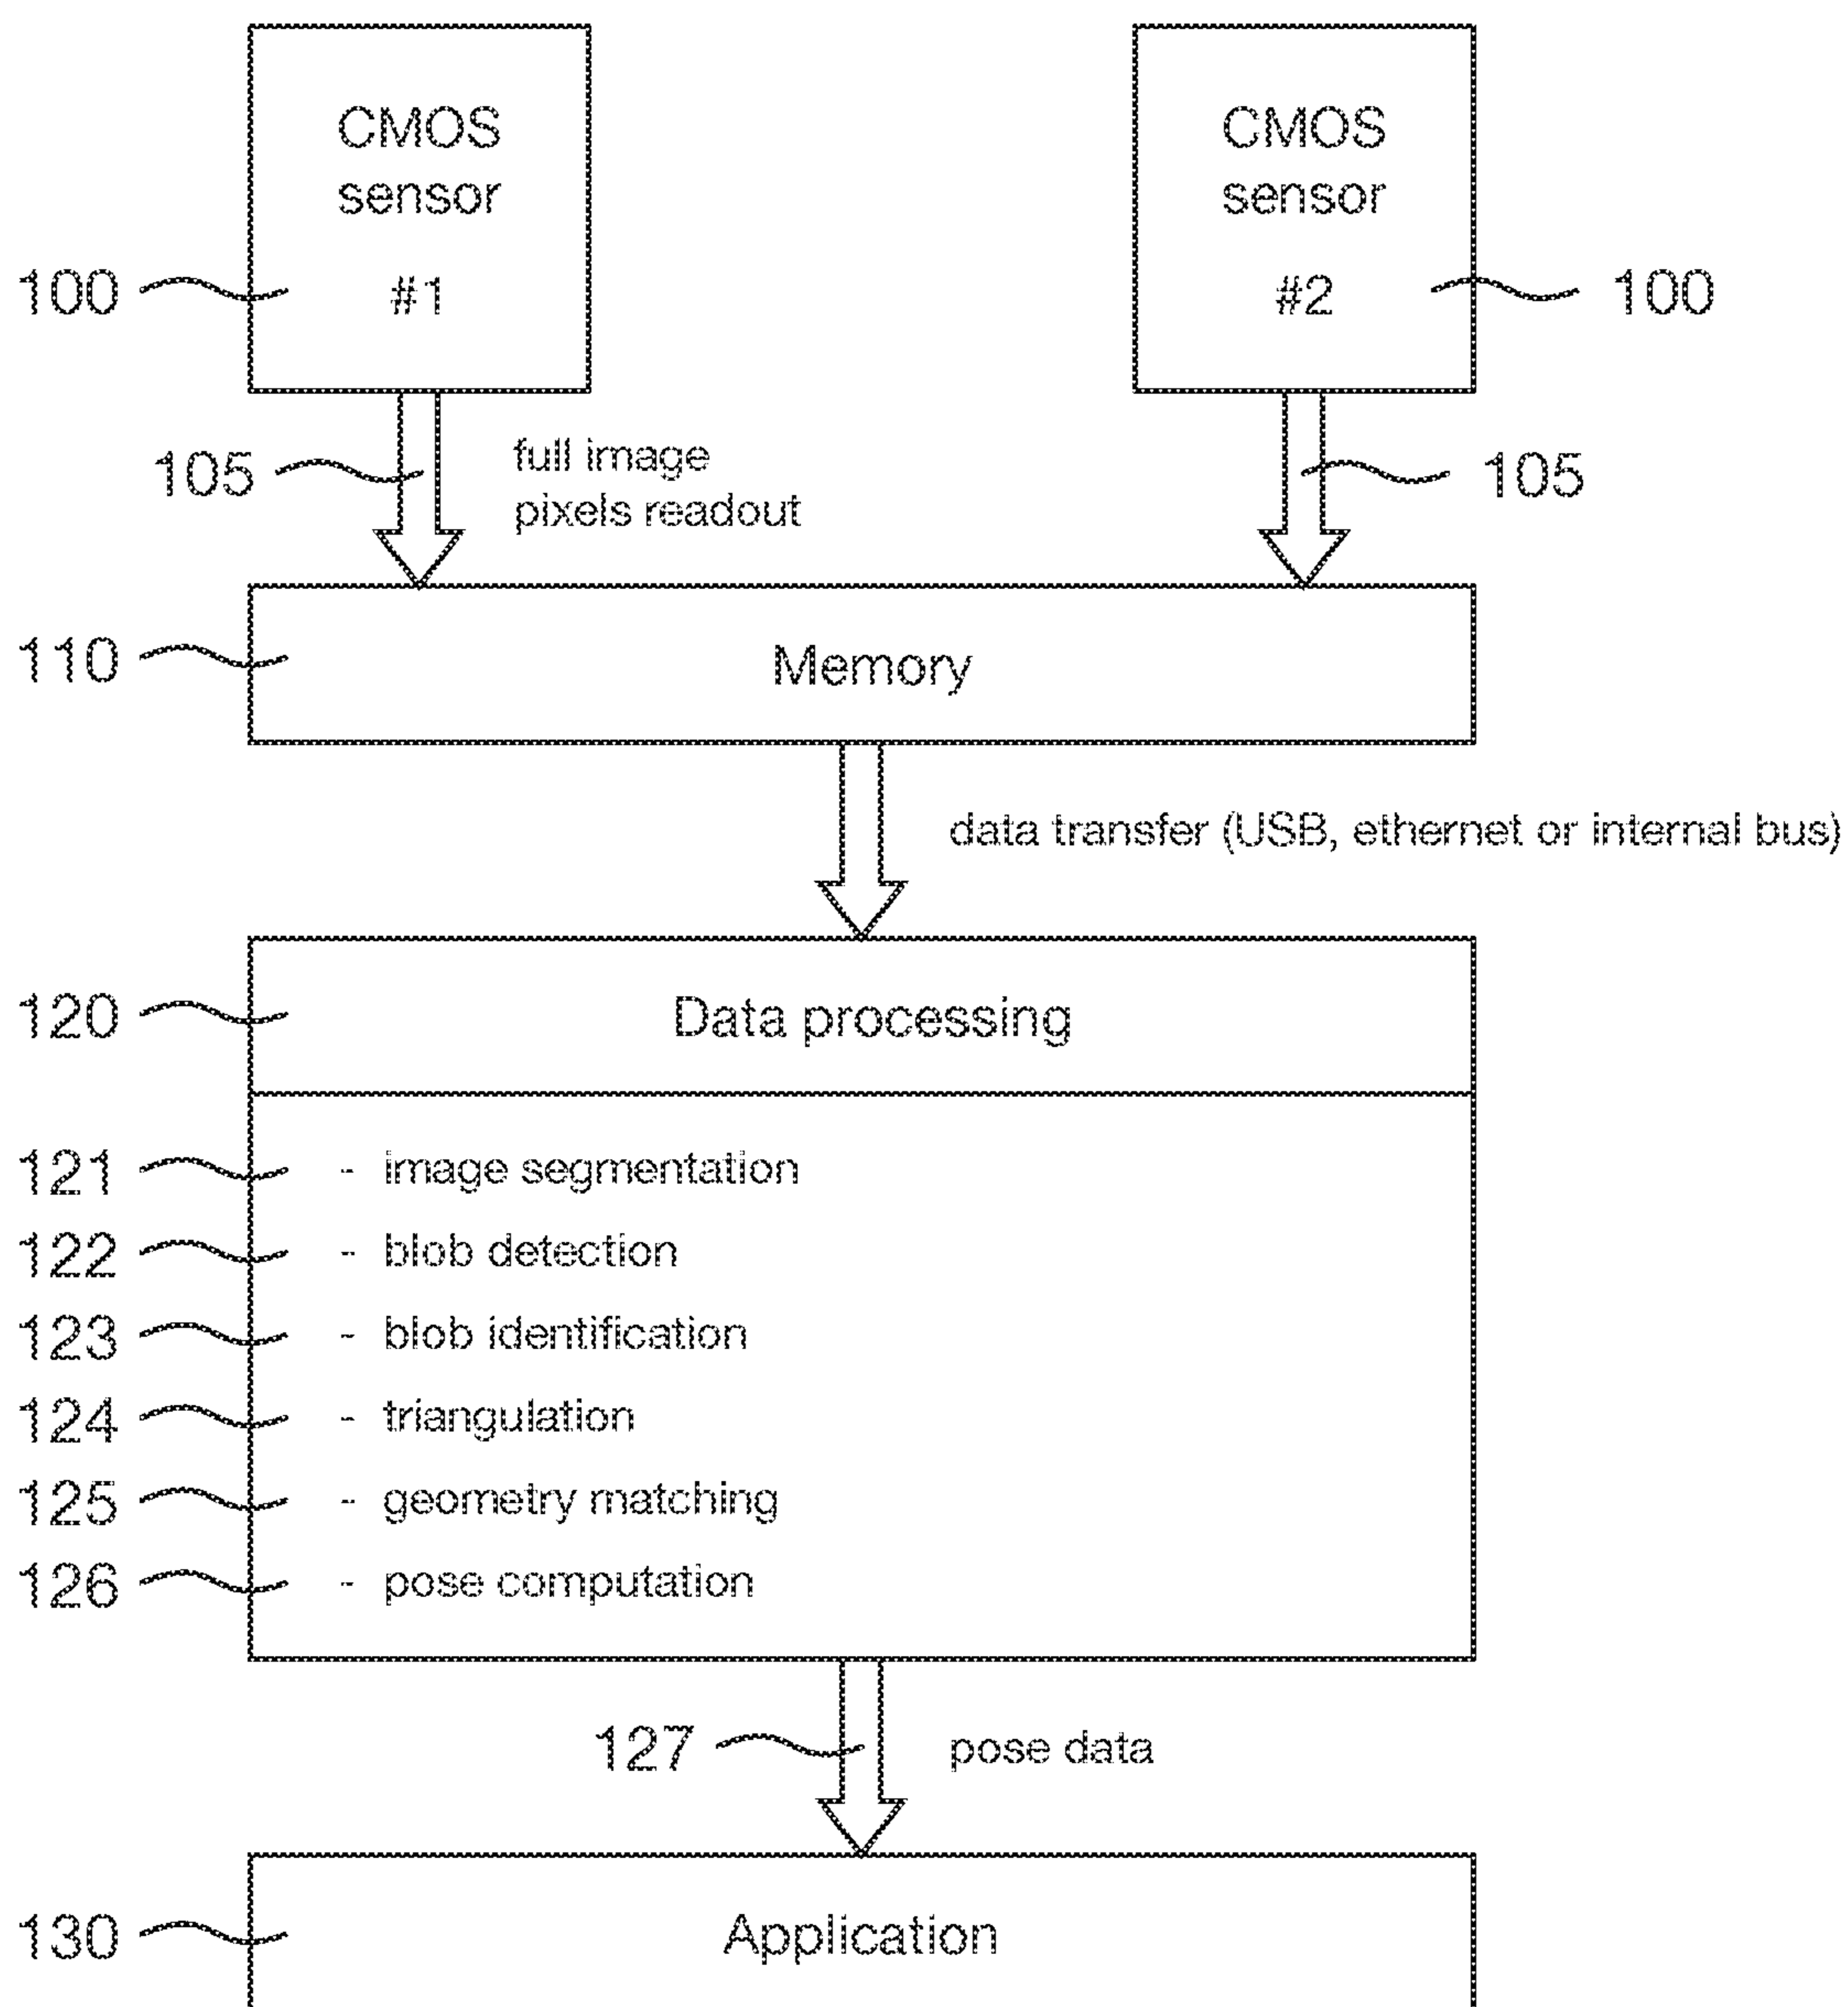 CMOS
sensor
#1
100
CMOS
sensor
#2
100
105
full image
pixels readout
105
110
Memory
data transfer (USB, ethernet or internal bus)
120
Data processing
121 - image segmentation
122 - blob detection
123 - blob identification
124 - triangulation
125 - geometry matching
126 - pose computation
127
pose data
130
Application